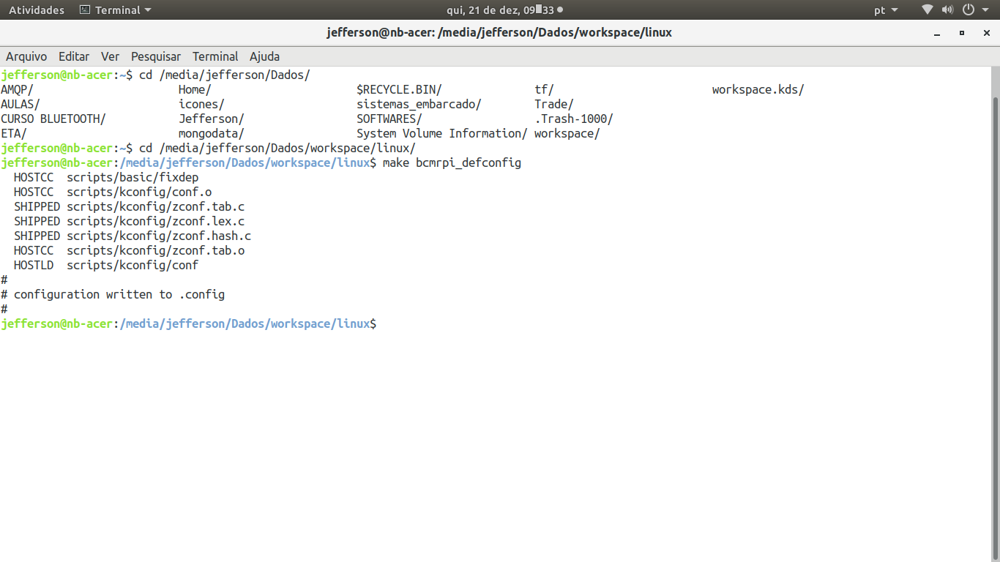 Atividades Terminal pt
qui, 21 de dez, 09 33
jefferson@nb-acer: /media/jefferson/Dados/workspace/linux
Arquivo Editar Ver Pesquisar Terminal Ajuda
jefferson@nb-acer:~$ cd /media/jefferson/Dados/
AMQP/ Home/ $RECYCLE.BIN/ tf/ workspace.kds/
AULAS/ icones/ sistemas_embarcado/ Trade/
CURSO BLUETOOTH/ Jefferson/ SOFTWARES/ .Trash-1000/
ETA/ mongodata/ System Volume Information/ workspace/
jefferson@nb-acer:~$ cd /media/jefferson/Dados/workspace/linux/
jefferson@nb-acer:/media/jefferson/Dados/workspace/linux$ make bcmrpi_defconfig
HOSTCC scripts/basic/fixdep
HOSTCC scripts/kconfig/conf.o
SHIPPED scripts/kconfig/zconf.tab.c
SHIPPED scripts/kconfig/zconf.lex.c
SHIPPED scripts/kconfig/zconf.hash.c
HOSTCC scripts/kconfig/zconf.tab.o
HOSTLD scripts/kconfig/conf
#
# configuration written to .config
#
jefferson@nb-acer:/media/jefferson/Dados/workspace/linux$